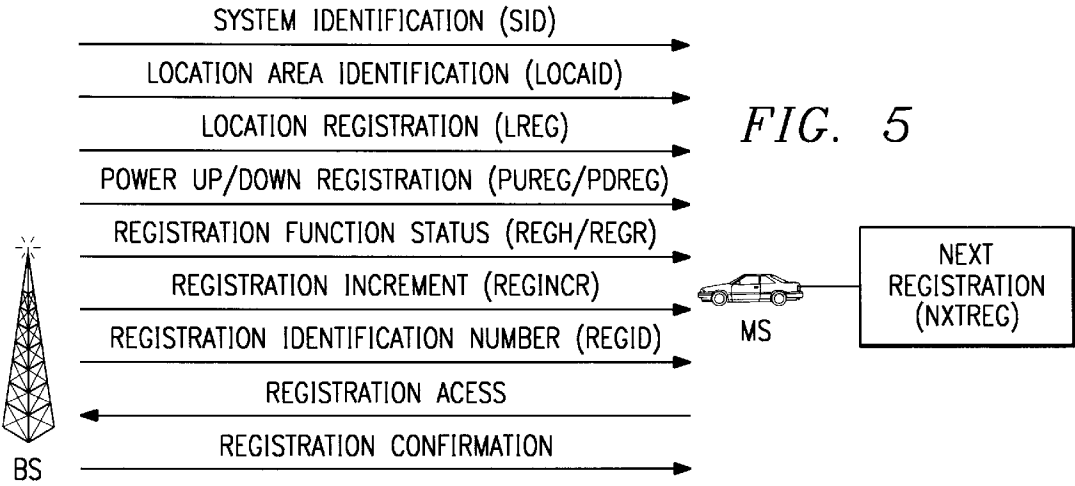 SYSTEM IDENTIFICATION (SID)
LOCATION AREA IDENTIFICATION (LOCAID)
LOCATION REGISTRATION (LREG)
FIG. 5
POWER UP/DOWN REGISTRATION (PUREG/PDREG)
REGISTRATION FUNCTION STATUS (REGH/REGR)
REGISTRATION INCREMENT (REGINCR)
REGISTRATION IDENTIFICATION NUMBER (REGID)
REGISTRATION ACESS
REGISTRATION CONFIRMATION
BS
MS
NEXT
REGISTRATION
(NXTREG)